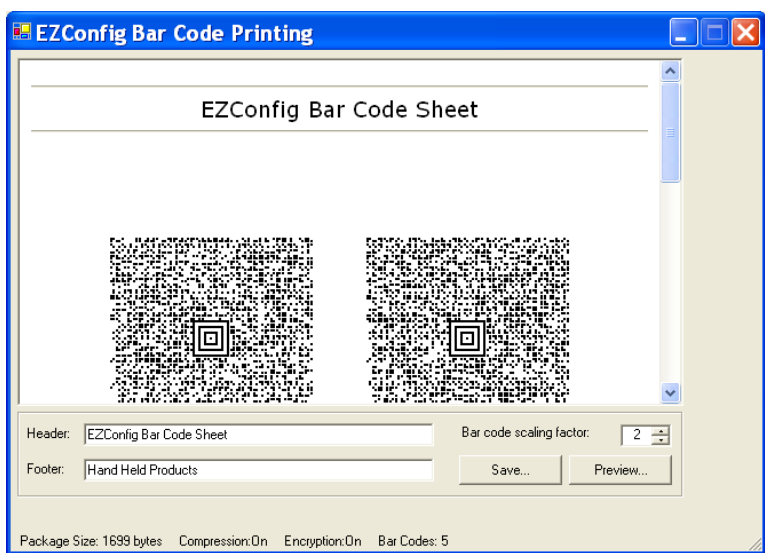 EZConfig Bar Code Printing
EZConfig Bar Code Sheet
Header: EZConfig Bar Code Sheet Bar code scaling factor: 2
Footer: Hand Held Products Save... Preview...
Package Size: 1699 bytes Compression:On Encryption:On Bar Codes: 5